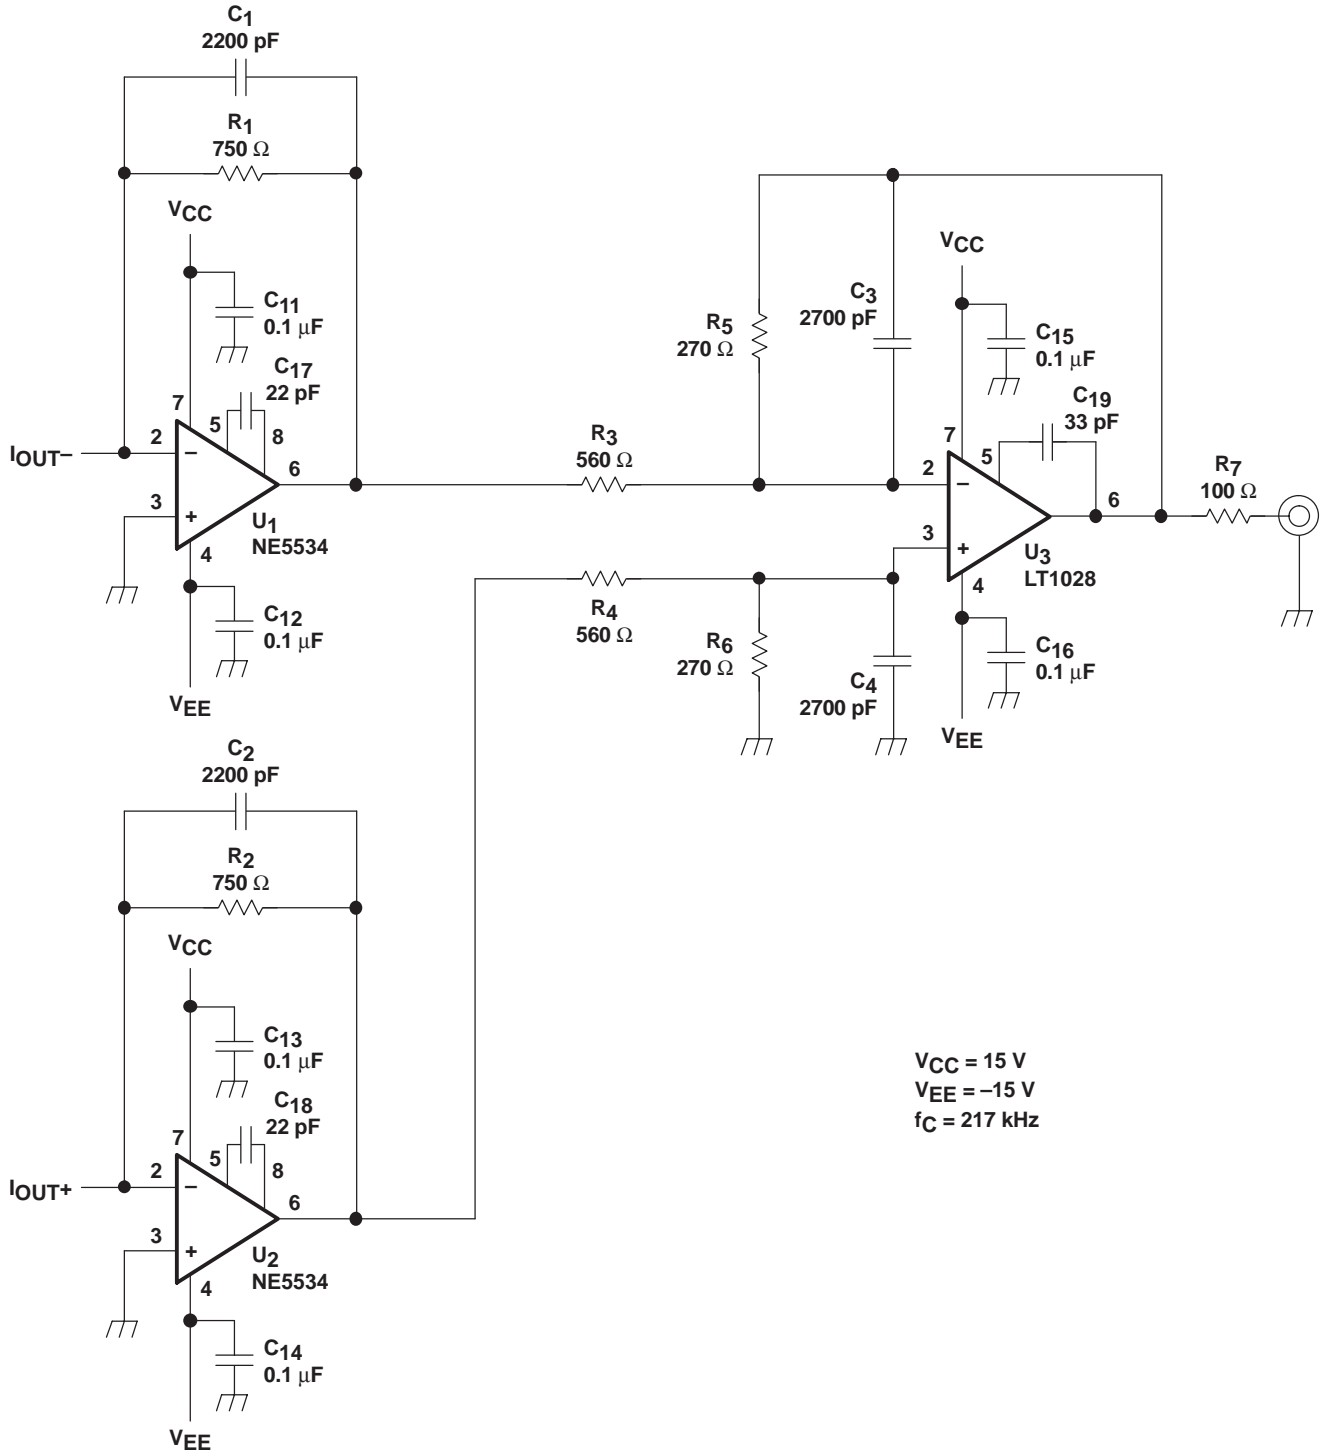 C1
2200 pF
R1
750 Ω
VCC
C11
0.1 μF
C17
22 pF
7
5
8
2
IOUT–
–
6
3
+
U1
NE5534
4
C12
0.1 μF
VEE
R3
560 Ω
R5
270 Ω
C3
2700 pF
VCC
C15
0.1 μF
C19
33 pF
7
5
2
–
6
R7
100 Ω
3
+
U3
LT1028
4
R4
560 Ω
R6
270 Ω
C4
2700 pF
C16
0.1 μF
VEE
C2
2200 pF
R2
750 Ω
VCC
C13
0.1 μF
C18
22 pF
7
5
8
2
IOUT+
–
6
3
+
U2
NE5534
4
C14
0.1 μF
VEE
VCC = 15 V
VEE = –15 V
fC = 217 kHz